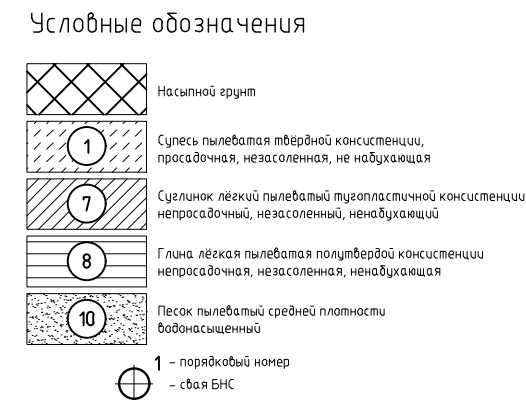 Условные обозначения
Насыпной грунт
1
Супесь пылеватая твёрдой консистенции,
просадочная, незасоленная, не набухающая
7
Суглинок лёгкий пылеватый тугопластичной консистенции
непросадочный, незасоленный, ненабухающий
8
Глина лёгкая пылеватая полутвердой консистенции
непросадочная, незасоленная, ненабухающая
10
Песок пылеватый средней плотности
водонасыщенный
1 – порядковый номер
– свая БНС